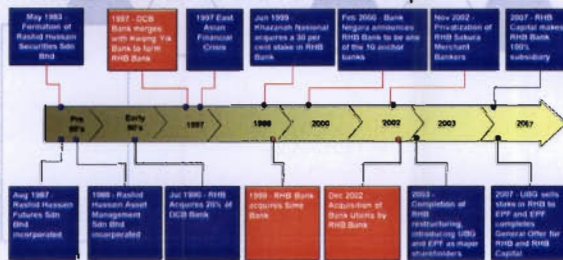 May 1983 -
Formation of
Rashid Hussain
Securities Sdn
Bhd
1997 - DCB
Bank merges
with Kwong Yik
Bank to form
RHB Bank
1997 East
Asian
Financial
Crisis
Jun 1999 -
Khazanah National
acquires a 30 per
cent stake in RHB
Bank
Feb 2000 - Bank
Negara announces
RHB Bank to be one
of the 10 anchor
banks
Nov 2002 -
Privatization of
RHB Sakura
Merchant
Bankers
2007 - RHB
Capital makes
RHB Bank
100%
subsidiary
Pre
90's
Early
90's
1997
2000
2002
2003
2007
Aug 1987 -
Rashid Hussain
Futures Sdn
Bhd
incorporated
1988 - Rashid
Hussain Asset
Management
Sdn Bhd
incorporated
Jul 1990 - RHB
Acquires 20% of
DCB Bank
1999 - RHB Bank
acquires Sime
Bank
Dec 2002 -
Acquisition of
Bank Utama by
RHB Bank
2003 -
Completion of
RHB
restructuring,
introducing UBG
and EPF as major
shareholders
2007 - UBG sells
stake in RHB to
EPF and EPF
completes
General Offer for
RHB and RHB
Capital